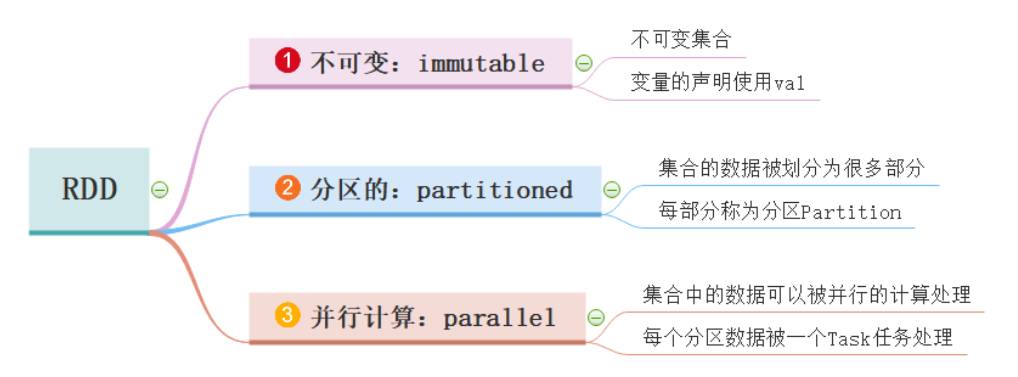 RDD
1 不可变：immutable
不可变集合
变量的声明使用val
2 分区的：partitioned
集合的数据被划分为很多部分
每部分称为分区Partition
3 并行计算：parallel
集合中的数据可以被并行的计算处理
每个分区数据被一个Task任务处理